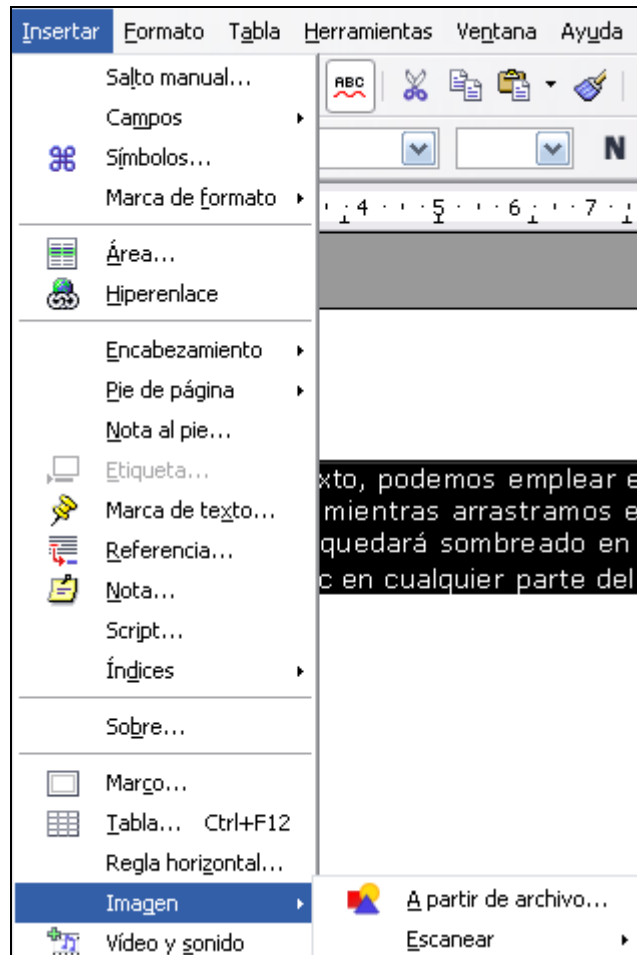 Insertar Formato Tabla Herramientas Ventana Ayuda
Salto manual...
ABC
Campos
Símbolos...
N
Marca de formato
4 5 6 7
Área...
Hiperenlace
Encabezamiento
Pie de página
Nota al pie...
Etiqueta...
xto, podemos emplear e
Marca de texto...
mientras arrastramos e
Referencia...
quedará sombreado en
Nota...
c en cualquier parte del
Script...
Índices
Sobre...
Marco...
Tabla... Ctrl+F12
Regla horizontal...
Imagen
A partir de archivo...
Vídeo y sonido
Escanear